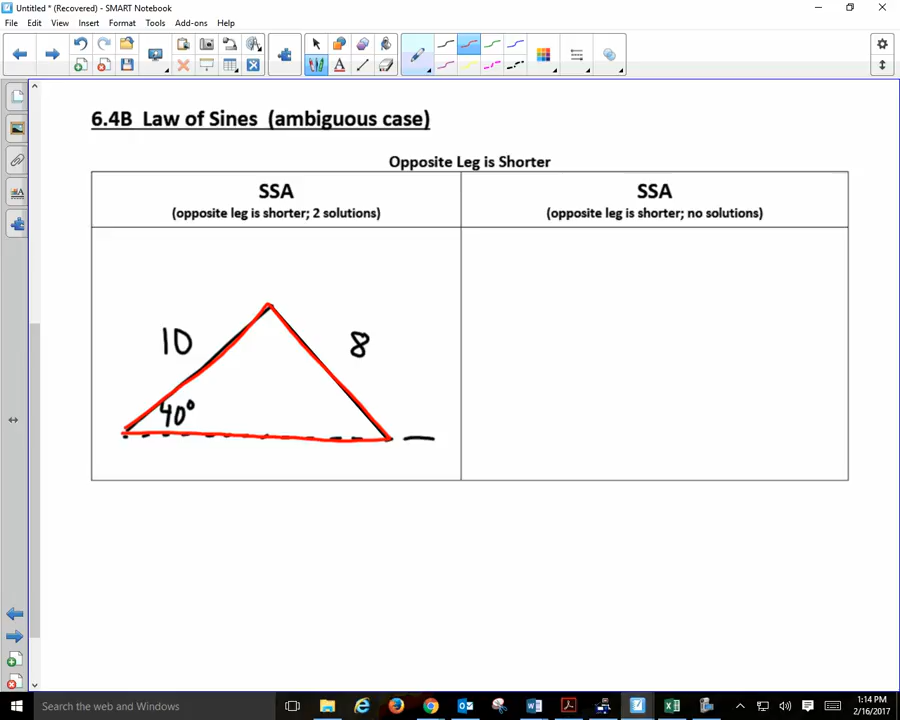 Untitled * (Recovered) - SMART Notebook
File Edit View Insert Format Tools Add-ons Help
6.4B Law of Sines (ambiguous case)
Opposite Leg is Shorter
SSA
(opposite leg is shorter; 2 solutions)
SSA
(opposite leg is shorter; no solutions)
10
8
40°
Search the web and Windows
1:14 PM
2/16/2017